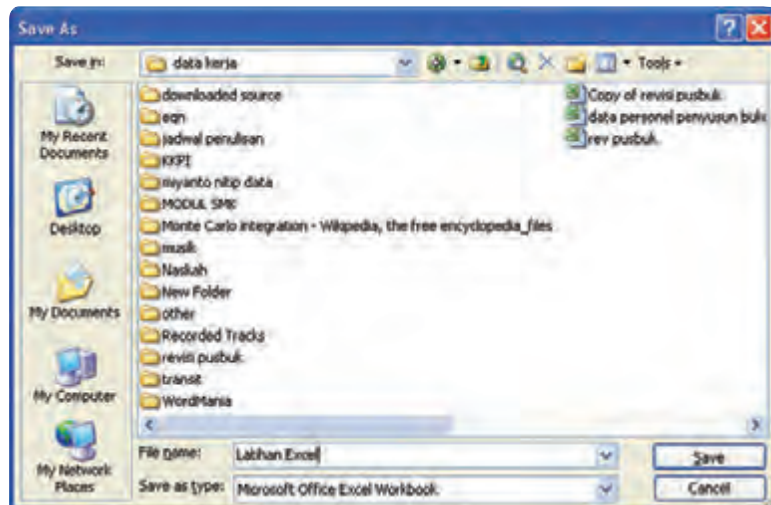 Save As
Save in: data kerja Tools
My Recent Documents
Desktop
My Documents
My Computer
My Network Places
downloaded source
eqn
jadwal penulisan
KKPI
miyanto nitip data
MODUL SMK
Monte Carlo integration - Wikipedia, the free encyclopedia_files
musik
Naskah
New Folder
other
Recorded Tracks
revisi pusbuk
transit
WordMania
Copy of revisi pusbuk
data personel penyusun buku
rev pusbuk
File name: Latihan Excel
Save as type: Microsoft Office Excel Workbook
Save
Cancel